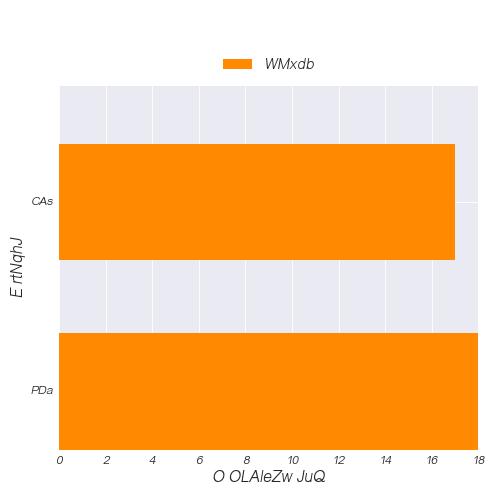 WMxdb
CAs
PDa
E rtNqhJ
0 2 4 6 8 10 12 14 16 18
O OLAleZw JuQ